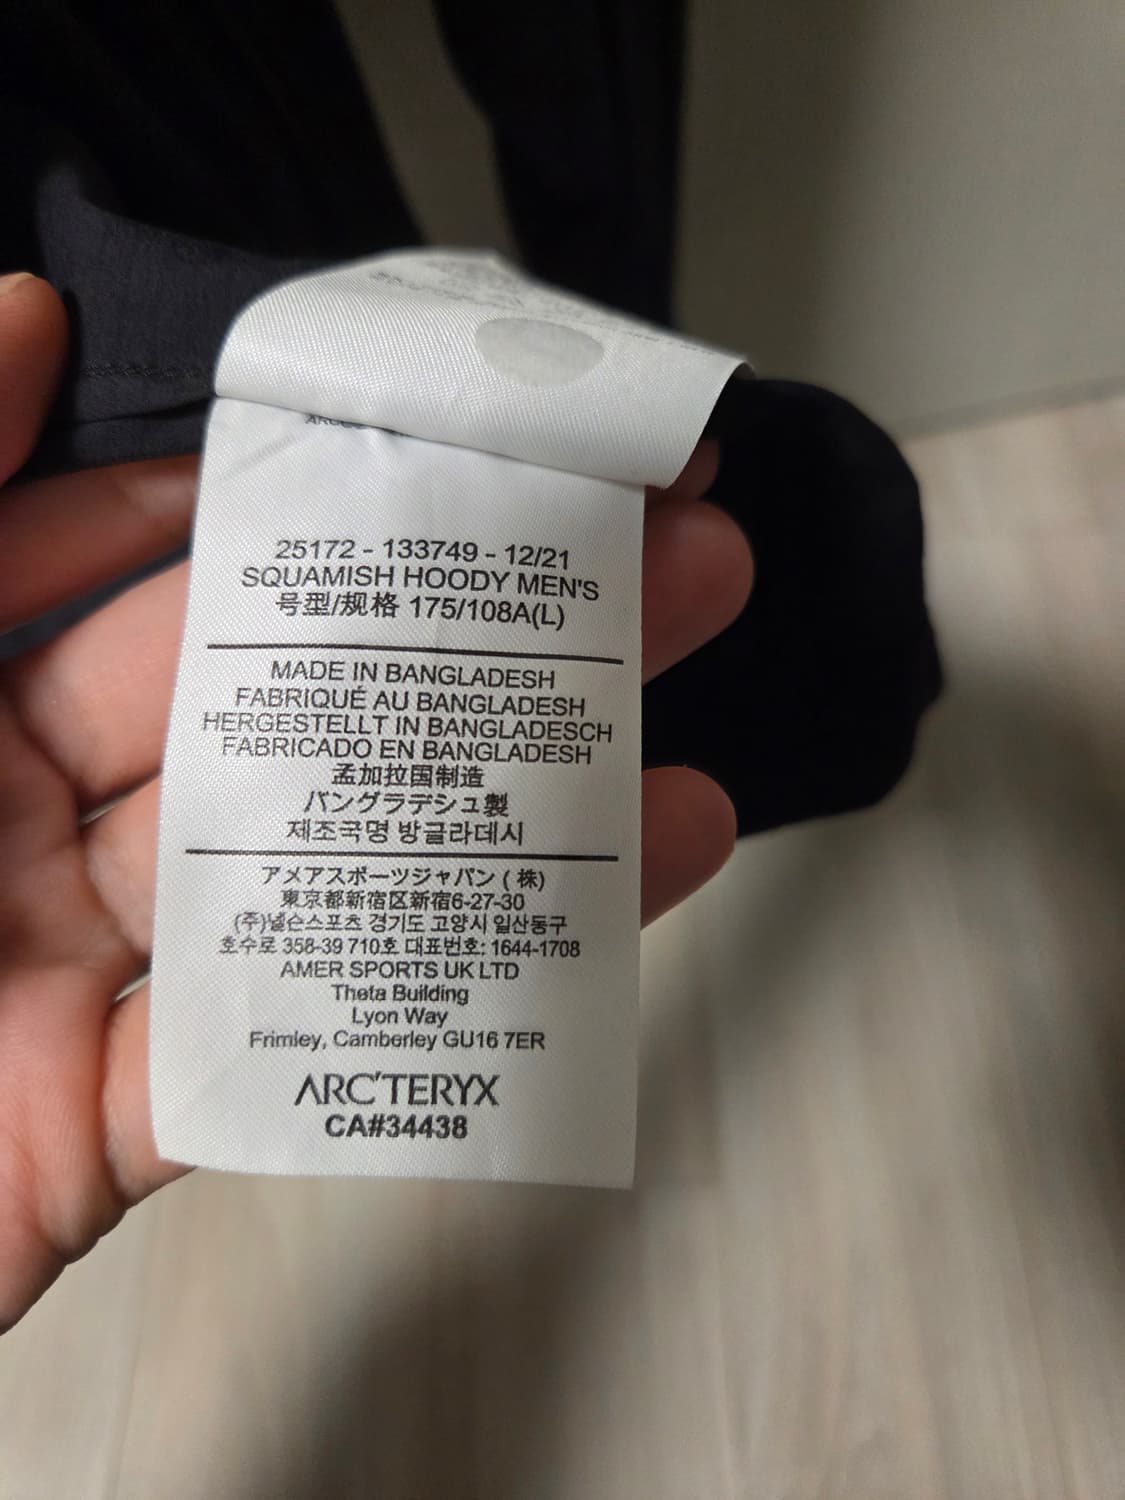 25172 - 133749 - 12/21
SQUAMISH HOODY MEN'S
号型/规格 175/108A(L)
MADE IN BANGLADESH
FABRIQUÉ AU BANGLADESH
HERGESTELLT IN BANGLADESCH
FABRICADO EN BANGLADESH
孟加拉国制造
バングラデシュ製
제조국명 방글라데시
アメアスポーツジャパン (株)
東京都新宿区新宿6-27-30
(주)넬슨스포츠 경기도 고양시 일산동구
호수로 358-39 710호 대표번호: 1644-1708
AMER SPORTS UK LTD
Theta Building
Lyon Way
Frimley, Camberley GU16 7ER
ARC'TERYX
CA#34438